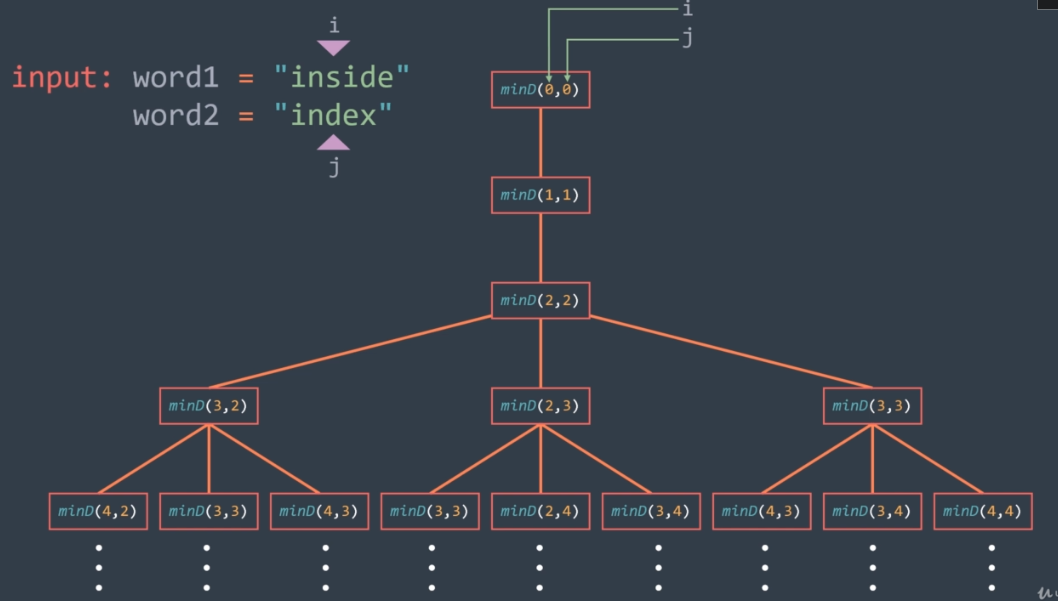 i
i
j
input: word1 = "inside"
minD(0,0)
word2 = "index"
j
minD(1,1)
minD(2,2)
minD(3,2) minD(2,3) minD(3,3)
minD(4,2) minD(3,3) minD(4,3) minD(3,3) minD(2,4) minD(3,4) minD(4,3) minD(3,4) minD(4,4)